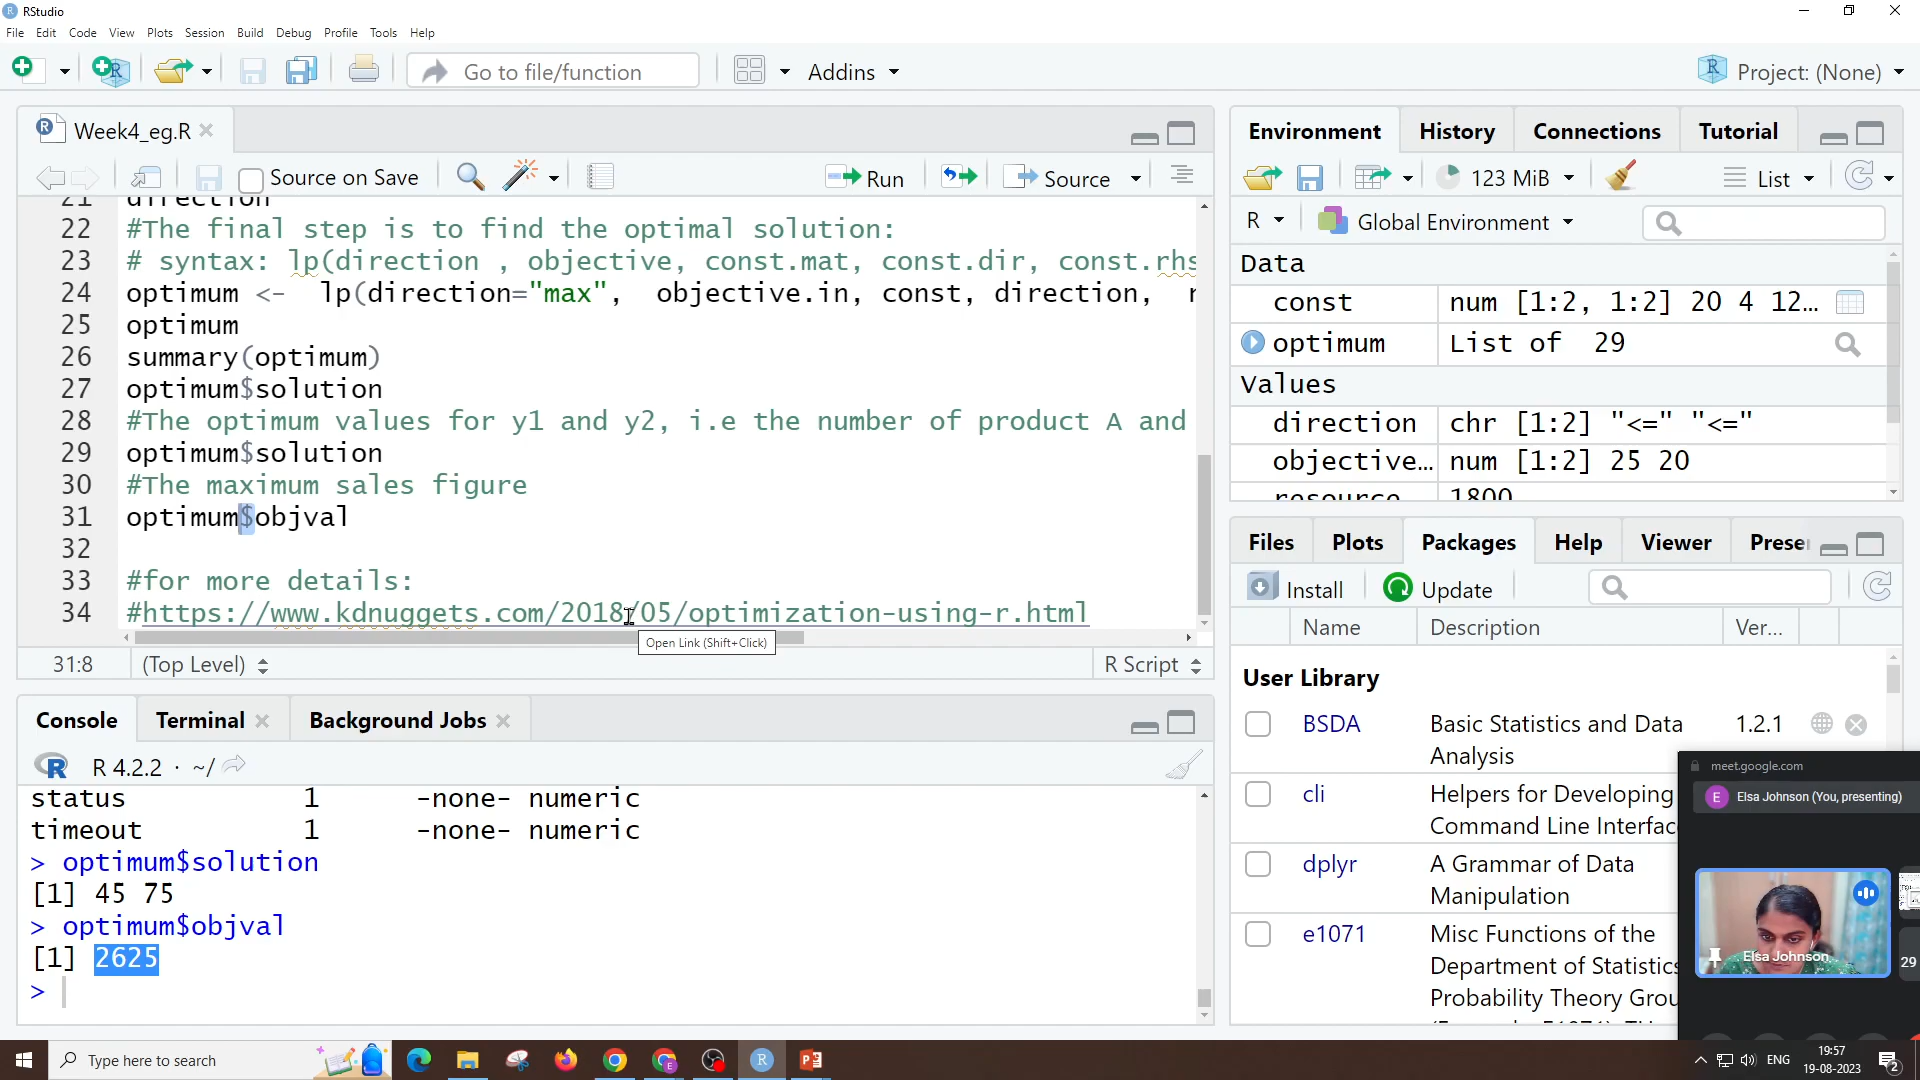 RStudio
File Edit Code View Plots Session Build Debug Profile Tools Help
Go to file/function
Addins
Project: (None)
Week4_eg.R
Source on Save
Run
Source
21 direction
22 #The final step is to find the optimal solution:
23 # syntax: lp(direction , objective, const.mat, const.dir, const.rhs
24 optimum <-  lp(direction="max",  objective.in, const, direction,  r
25 optimum
26 summary(optimum)
27 optimum$solution
28 #The optimum values for y1 and y2, i.e the number of product A and
29 optimum$solution
30 #The maximum sales figure
31 optimum$objval
32
33 #for more details:
34 #https://www.kdnuggets.com/2018/05/optimization-using-r.html
Open Link (Shift+Click)
31:8 (Top Level) R Script
Console Terminal Background Jobs
R 4.2.2 · ~/
status 1 -none- numeric
timeout 1 -none- numeric
> optimum$solution
[1] 45 75
> optimum$objval
[1] 2625
>
Environment History Connections Tutorial
123 MiB List
R Global Environment
Data
const num [1:2, 1:2] 20 4 12...
optimum List of  29
Values
direction chr [1:2] "<=" "<="
objective... num [1:2] 25 20
resource 1800
Files Plots Packages Help Viewer Prese
Install Update
Name Description Ver...
User Library
BSDA Basic Statistics and Data Analysis 1.2.1
cli Helpers for Developing Command Line Interfac
dplyr A Grammar of Data Manipulation
e1071 Misc Functions of the Department of Statistics Probability Theory Grou
meet.google.com
E Elsa Johnson (You, presenting)
Elsa Johnson
29
Type here to search
ENG
19:57
19-08-2023
2